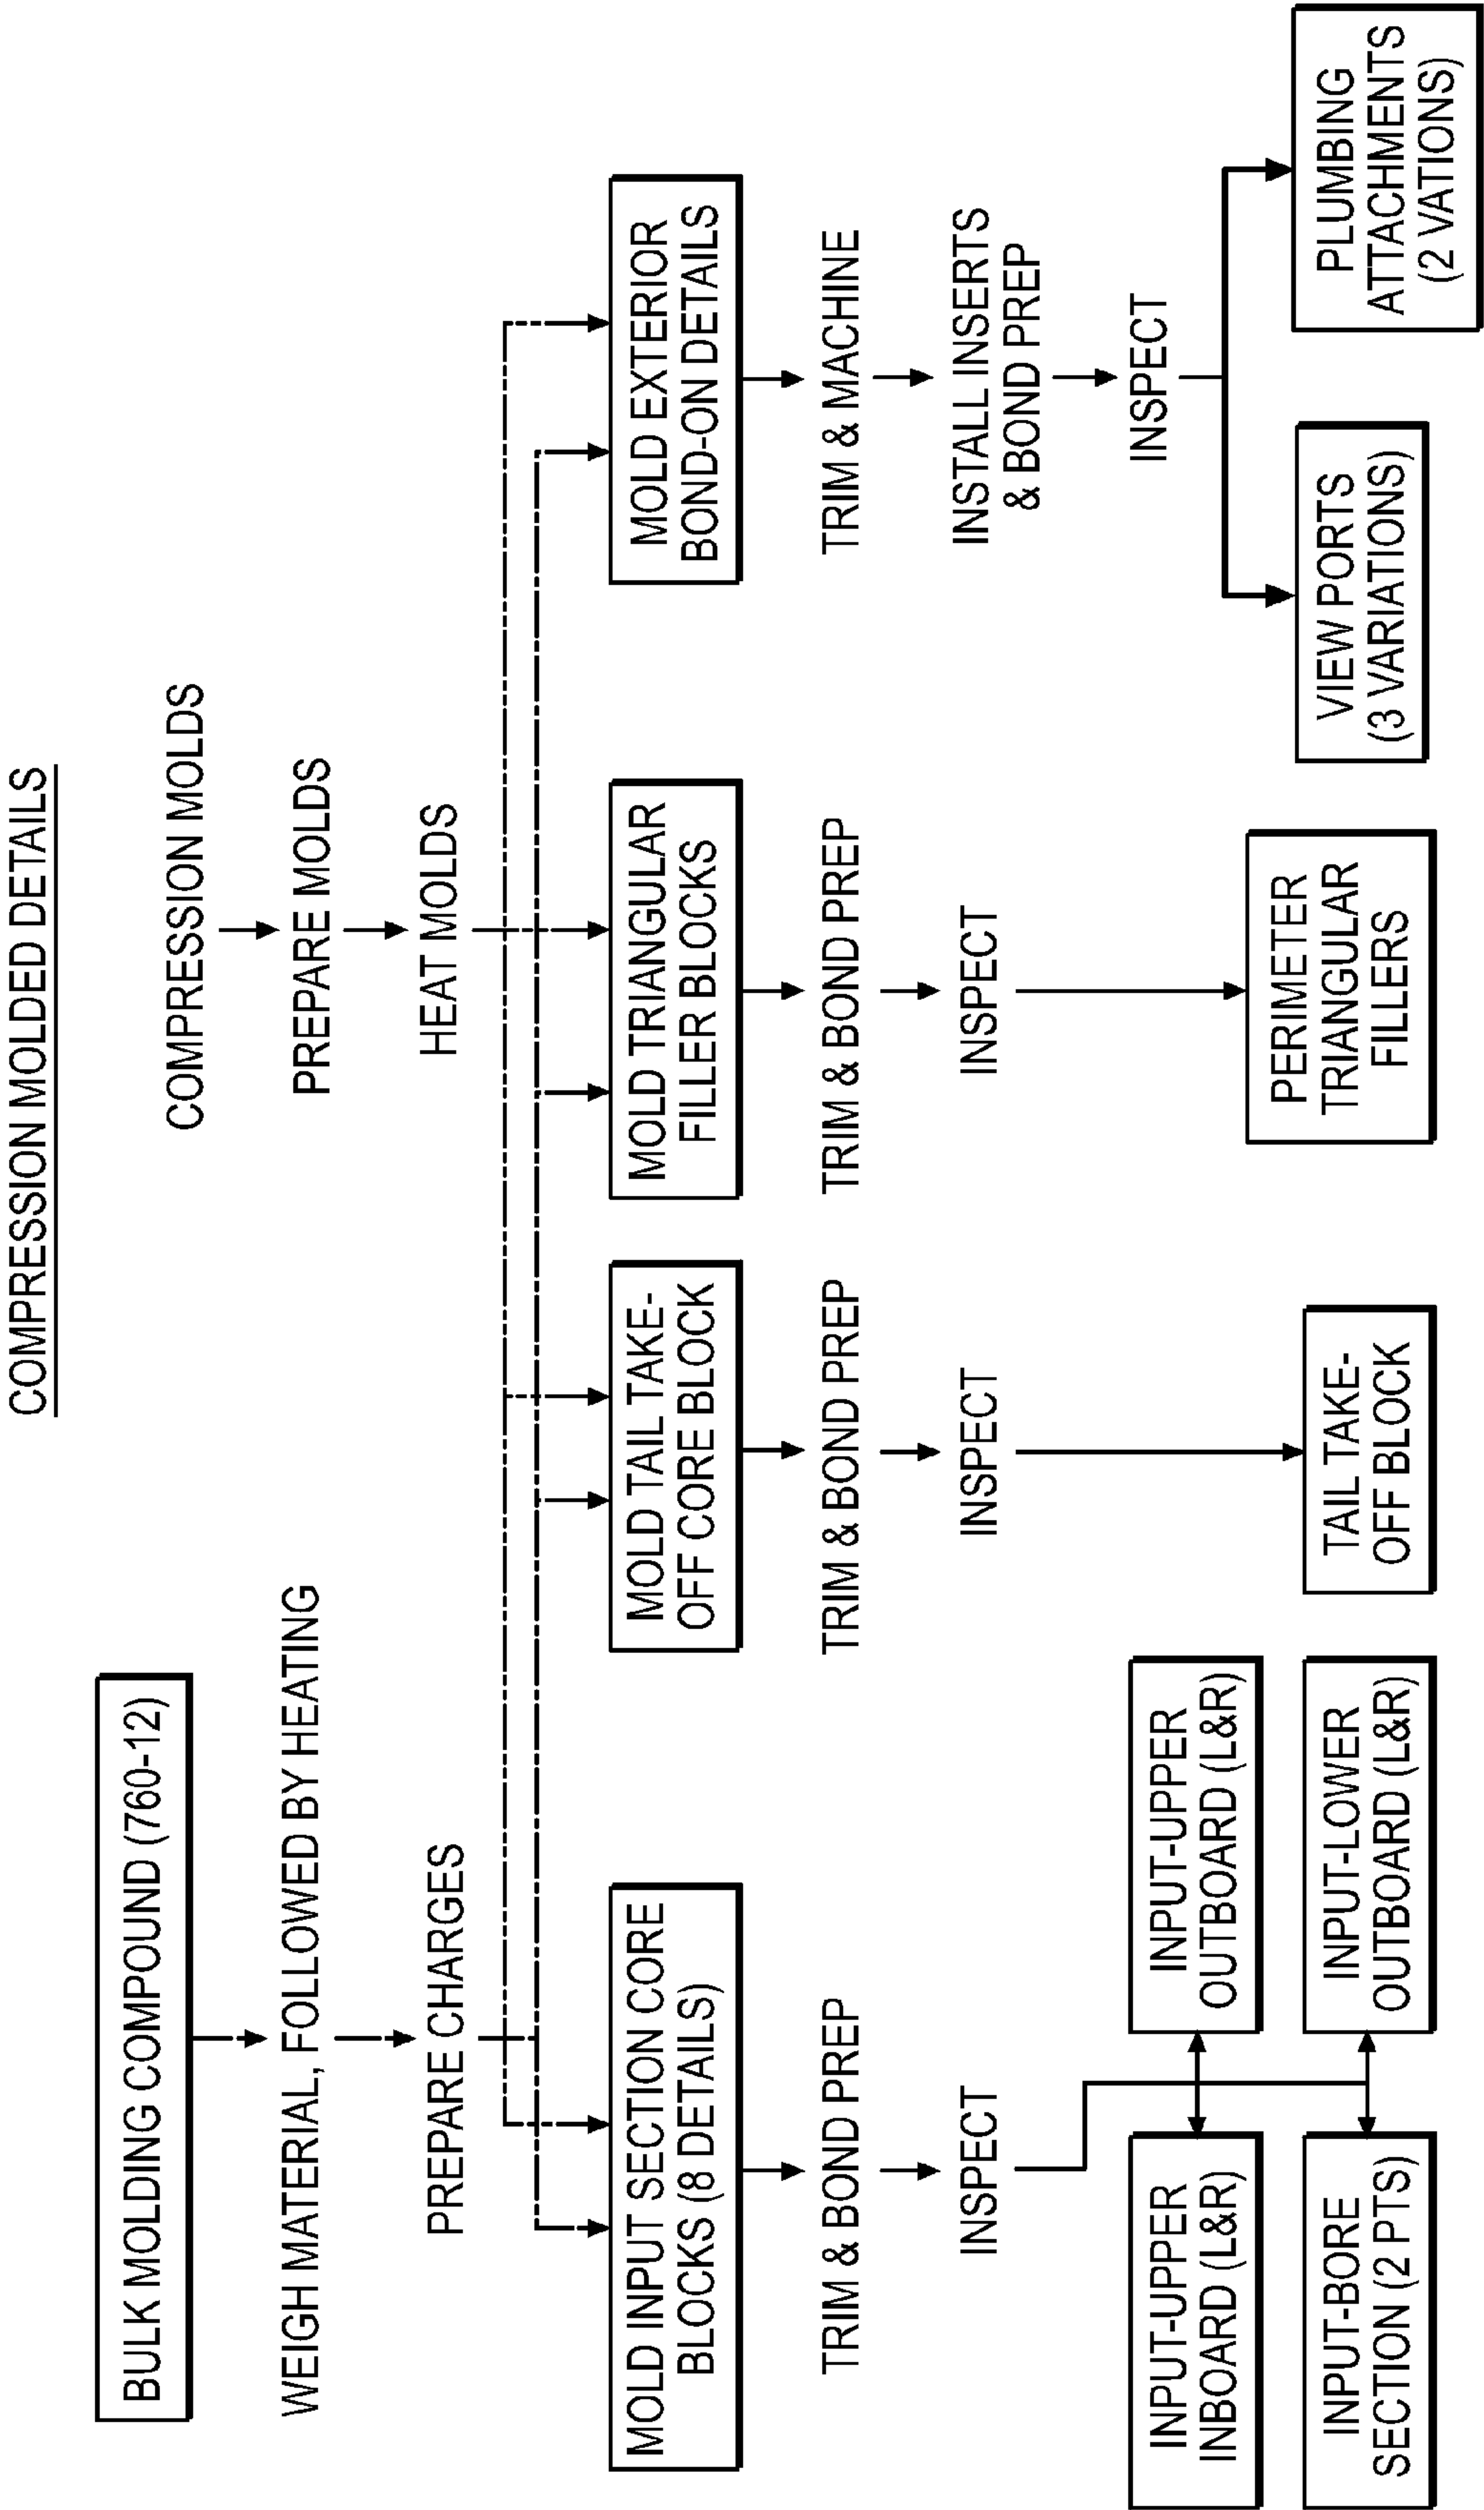 COMPRESSION MOLDED DETAILS
BULK MOLDING COMPOUND (760-12)
WEIGH MATERIAL, FOLLOWED BY HEATING
PREPARE CHARGES
COMPRESSION MOLDS
PREPARE MOLDS
HEAT MOLDS
MOLD INPUT SECTION CORE
BLOCKS (8 DETAILS)
TRIM & BOND PREP
INSPECT
INPUT-UPPER
INBOARD (L&R)
INPUT-UPPER
OUTBOARD (L&R)
INPUT-BORE
SECTION (2 PTS)
INPUT-LOWER
OUTBOARD (L&R)
MOLD TAIL TAKE-
OFF CORE BLOCK
TRIM & BOND PREP
INSPECT
TAIL TAKE-
OFF BLOCK
MOLD TRIANGULAR
FILLER BLOCKS
TRIM & BOND PREP
INSPECT
PERIMETER
TRIANGULAR
FILLERS
MOLD EXTERIOR
BOND-ON DETAILS
TRIM & MACHINE
INSTALL INSERTS
& BOND PREP
INSPECT
VIEW PORTS
(3 VARIATIONS)
PLUMBING
ATTACHMENTS
(2 VATIONS)